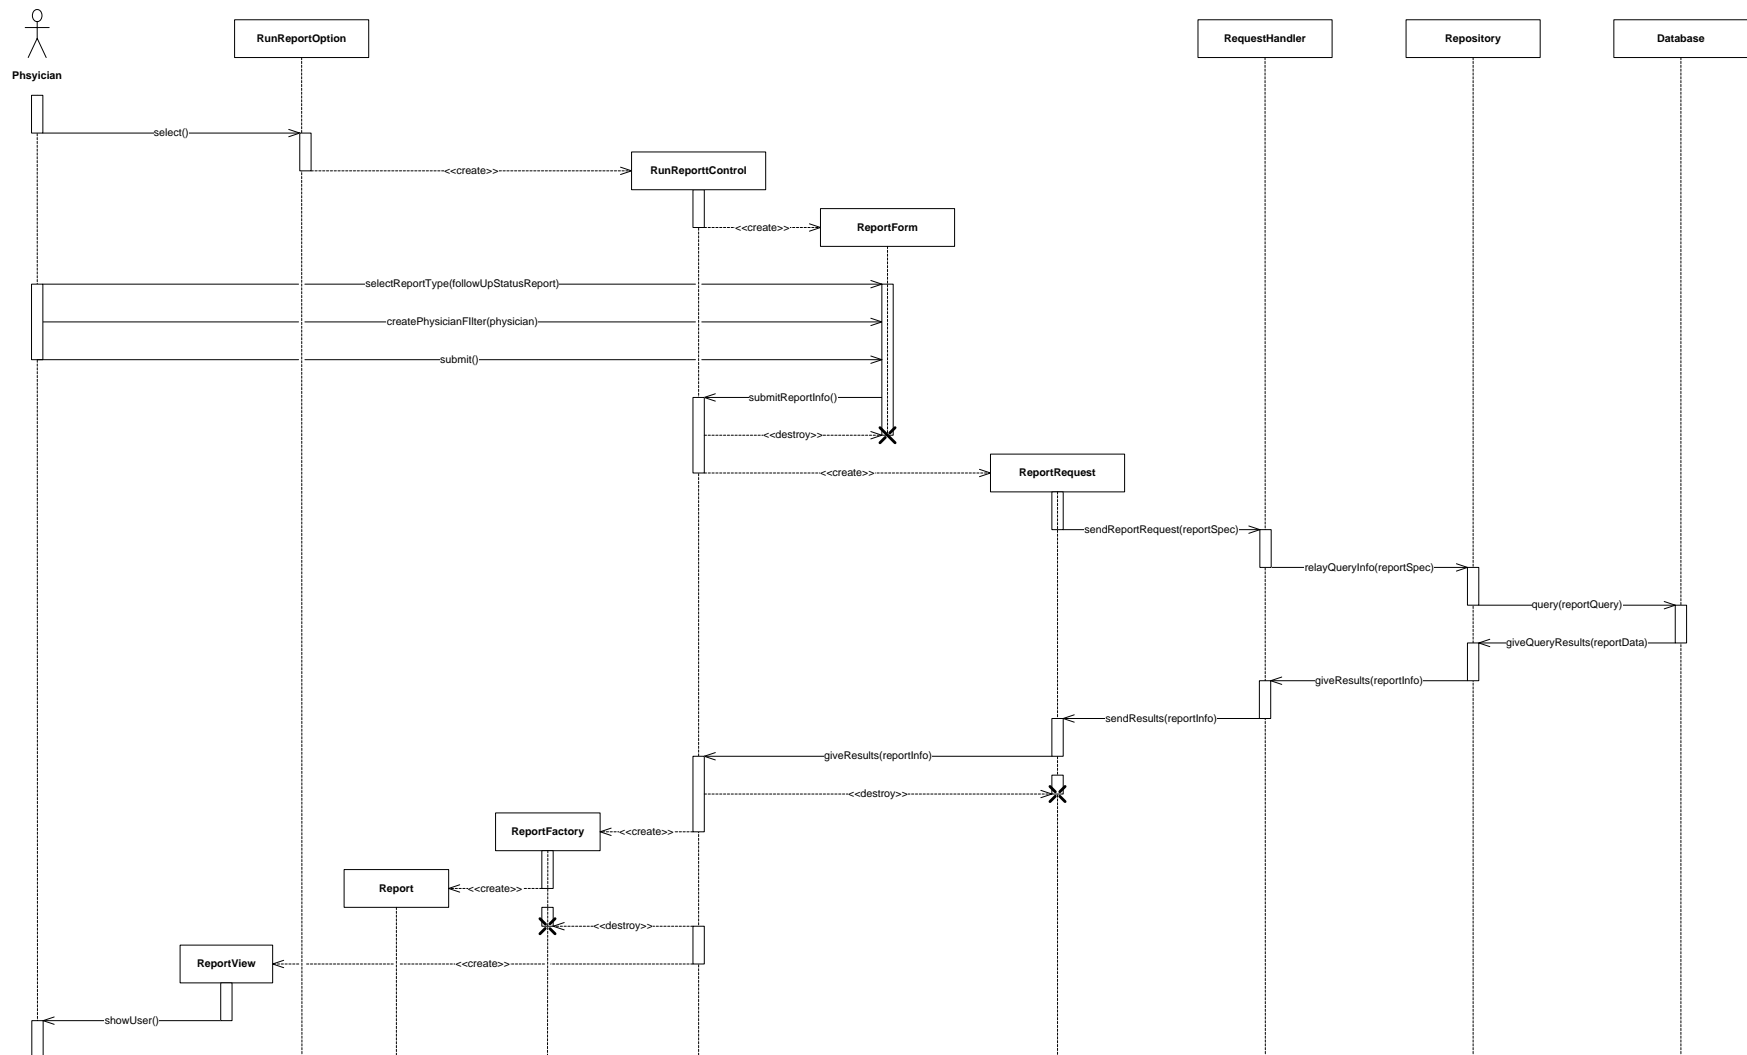 RunReportOption
RequestHandler
Repository
Database
Phsyician
select()
<<create>>
RunReporttControl
<<create>>
ReportForm
selectReportType(followUpStatusReport)
createPhysicianFIlter(physician)
submit()
submitReportInfo()
<<destroy>>
<<create>>
ReportRequest
sendReportRequest(reportSpec)
relayQueryInfo(reportSpec)
query(reportQuery)
giveQueryResults(reportData)
giveResults(reportInfo)
sendResults(reportInfo)
giveResults(reportInfo)
<<destroy>>
ReportFactory
<<create>>
Report
<<create>>
<<destroy>>
ReportView
<<create>>
showUser()